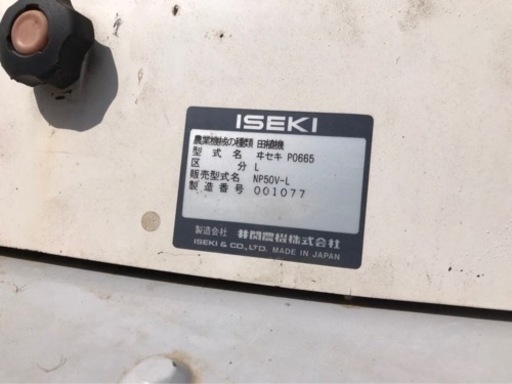 ISEKI
農業機械の種類 田植機
型式名 ヰセキ PO665
区分 L
販売型式名 NP50V-L
製造番号 001077
製造会社 井関農機株式会社
ISEKI & CO., LTD. MADE IN JAPAN